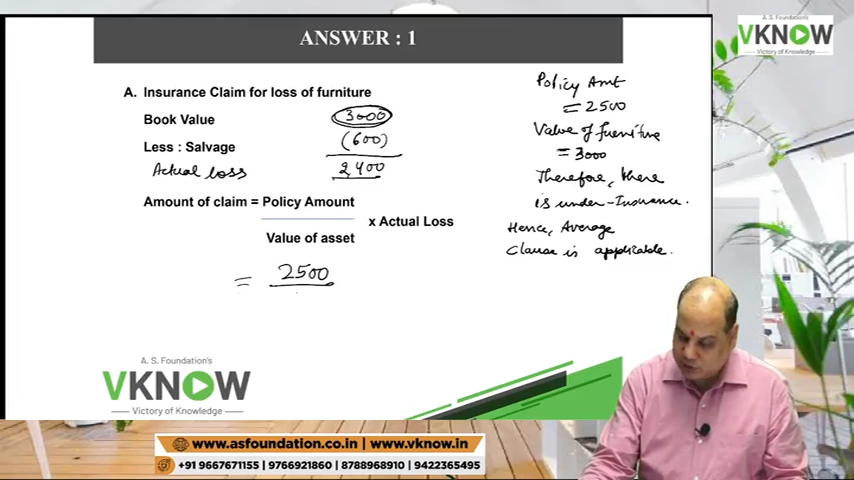 ANSWER : 1
A. S. Foundation's
VKNOW
Victory of Knowledge
A. Insurance Claim for loss of furniture
Book Value 3000
Less : Salvage (600)
Actual loss 2,400
Amount of claim = Policy Amount
x Actual Loss
Value of asset
= 2500
Policy Amt
= 2500
Value of furniture
= 3000
Therefore, there
is under-Insurance.
Hence, Average
Clause is applicable.
A. S. Foundation's
VKNOW
Victory of Knowledge
www.asfoundation.co.in | www.vknow.in
+91 9667671155 | 9766921860 | 8788968910 | 9422365495